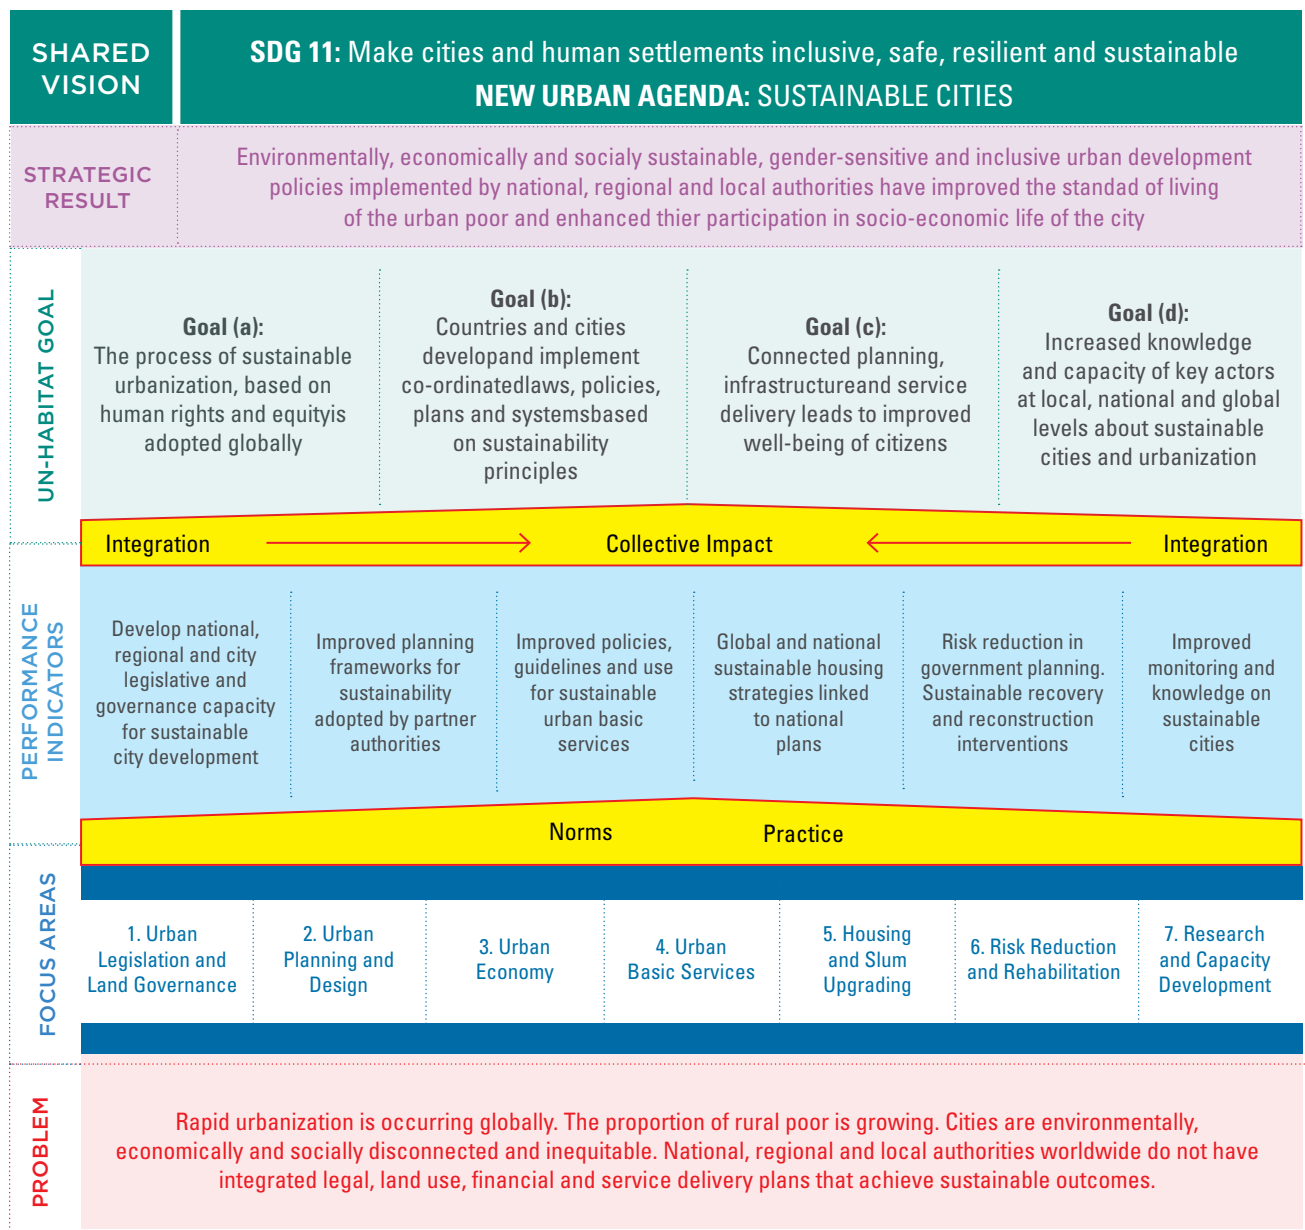 SHARED
VISION
SDG 11: Make cities and human settlements inclusive, safe, resilient and sustainable
NEW URBAN AGENDA: SUSTAINABLE CITIES
STRATEGIC
RESULT
Environmentally, economically and socialy sustainable, gender-sensitive and inclusive urban development
policies implemented by national, regional and local authorities have improved the standad of living
of the urban poor and enhanced thier participation in socio-economic life of the city
UN-HABITAT GOAL
Goal (a):
The process of sustainable
urbanization, based on
human rights and equityis
adopted globally
Goal (b):
Countries and cities
developand implement
co-ordinatedlaws, policies,
plans and systemsbased
on sustainability
principles
Goal (c):
Connected planning,
infrastructureand service
delivery leads to improved
well-being of citizens
Goal (d):
Increased knowledge
and capacity of key actors
at local, national and global
levels about sustainable
cities and urbanization
Integration
Collective Impact
Integration
PERFORMANCE
INDICATORS
Develop national,
regional and city
legislative and
governance capacity
for sustainable
city development
Improved planning
frameworks for
sustainability
adopted by partner
authorities
Improved policies,
guidelines and use
for sustainable
urban basic
services
Global and national
sustainable housing
strategies linked
to national
plans
Risk reduction in
government planning.
Sustainable recovery
and reconstruction
interventions
Improved
monitoring and
knowledge on
sustainable
cities
Norms
Practice
FOCUS AREAS
1. Urban
Legislation and
Land Governance
2. Urban
Planning and
Design
3. Urban
Economy
4. Urban
Basic Services
5. Housing
and Slum
Upgrading
6. Risk Reduction
and Rehabilitation
7. Research
and Capacity
Development
PROBLEM
Rapid urbanization is occurring globally. The proportion of rural poor is growing. Cities are environmentally,
economically and socially disconnected and inequitable. National, regional and local authorities worldwide do not have
integrated legal, land use, financial and service delivery plans that achieve sustainable outcomes.